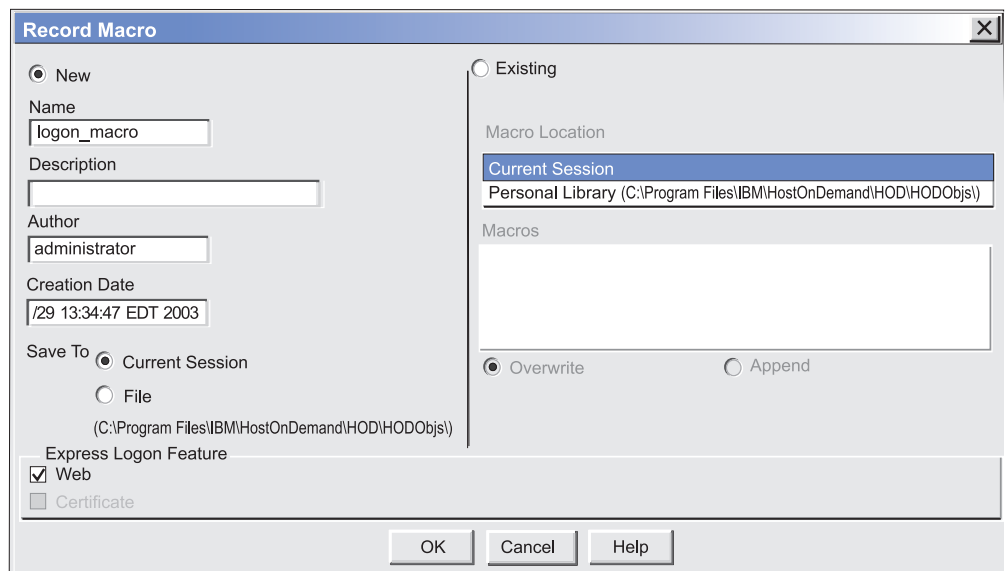 Record Macro
New
Name
logon_macro
Description
Author
administrator
Creation Date
/29 13:34:47 EDT 2003
Save To
Current Session
File
(C:\Program Files\IBM\HostOnDemand\HOD\HODObjs\)
Existing
Macro Location
Current Session
Personal Library (C:\Program Files\IBM\HostOnDemand\HOD\HODObjs\)
Macros
Overwrite
Append
Express Logon Feature
Web
Certificate
OK
Cancel
Help